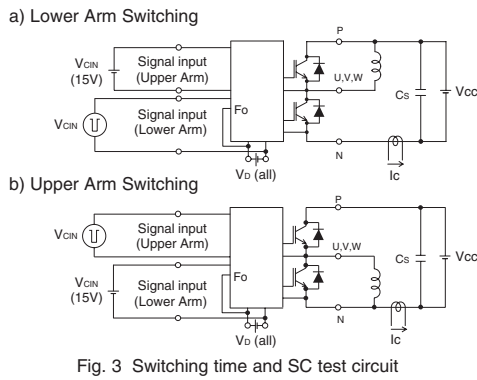 a) Lower Arm Switching
P
VCIN
(15V)
Signal input
(Upper Arm)
U,V,W
CS
VCC
VCIN
Signal input
(Lower Arm)
Fo
N
VD (all)
Ic
b) Upper Arm Switching
P
VCIN
Signal input
(Upper Arm)
U,V,W
CS
VCC
VCIN
(15V)
Signal input
(Lower Arm)
Fo
N
VD (all)
Ic
Fig. 3 Switching time and SC test circuit